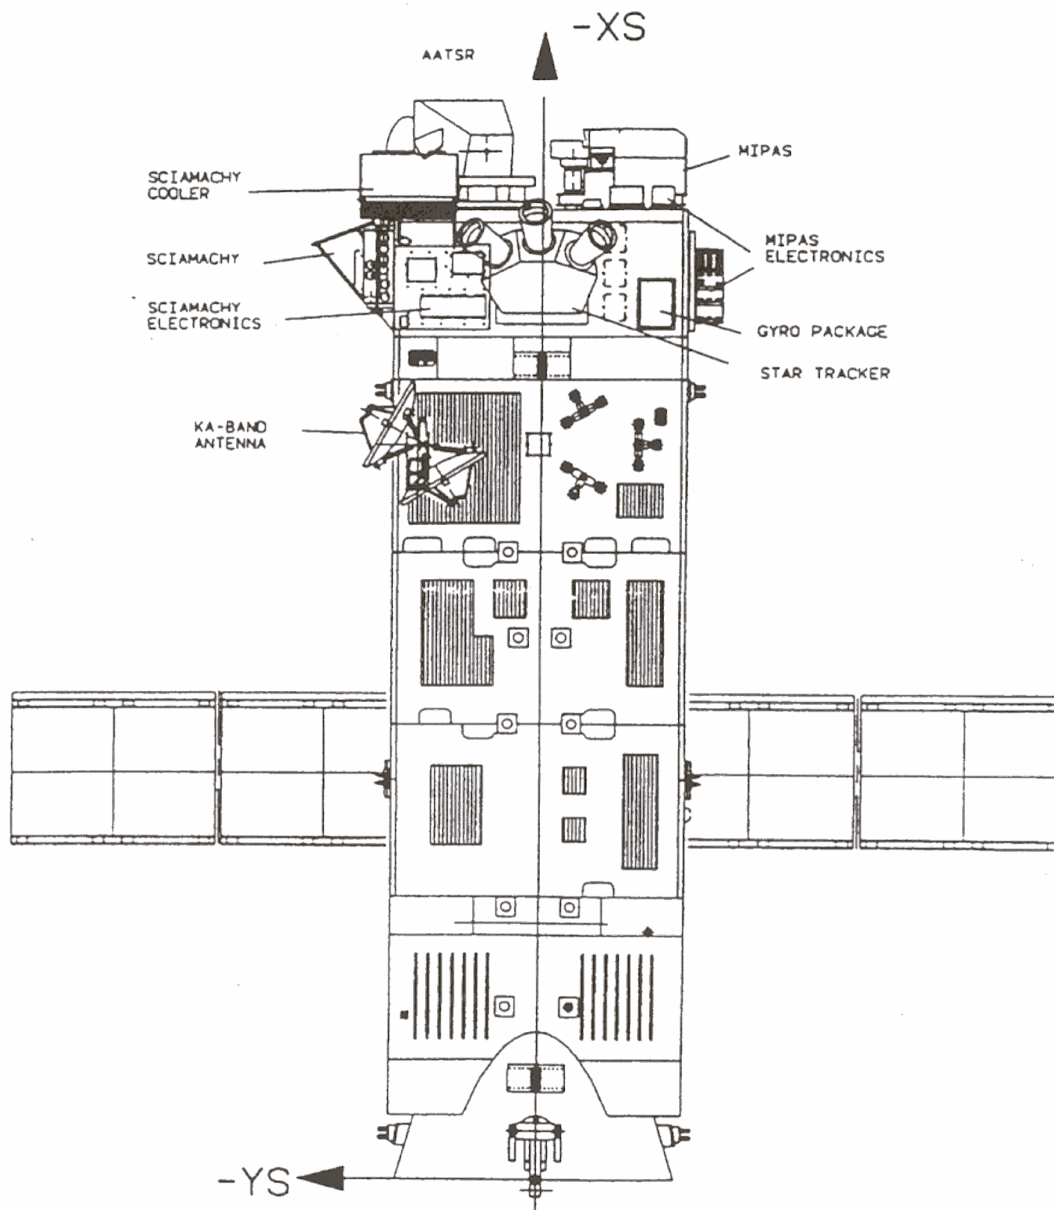 -XS
AATSR
MIPAS
SCIAMACHY
COOLER
MIPAS
ELECTRONICS
SCIAMACHY
SCIAMACHY
ELECTRONICS
GYRO PACKAGE
STAR TRACKER
KA-BAND
ANTENNA
-YS